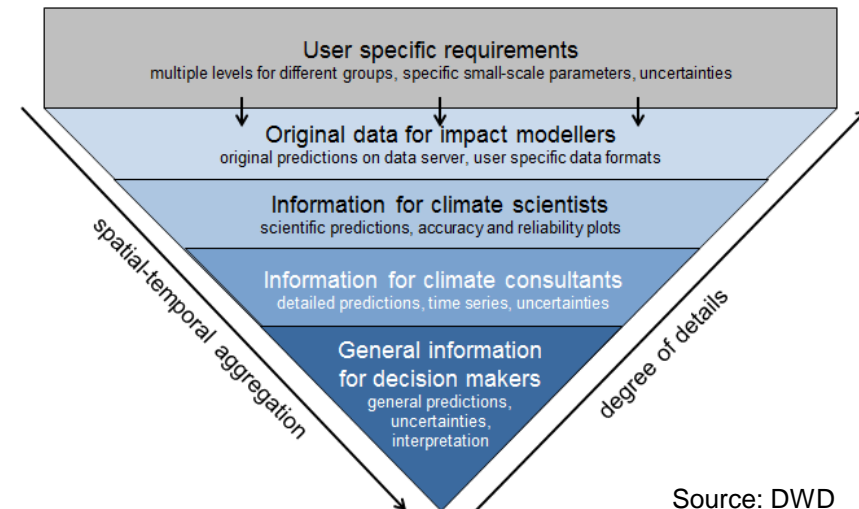 User specific requirements
multiple levels for different groups, specific small-scale parameters, uncertainties
Original data for impact modellers
original predictions on data server, user specific data formats
Information for climate scientists
scientific predictions, accuracy and reliability plots
Information for climate consultants
detailed predictions, time series, uncertainties
General information
for decision makers
general predictions,
uncertainties,
interpretation
spatial-temporal aggregation
degree of details
Source: DWD